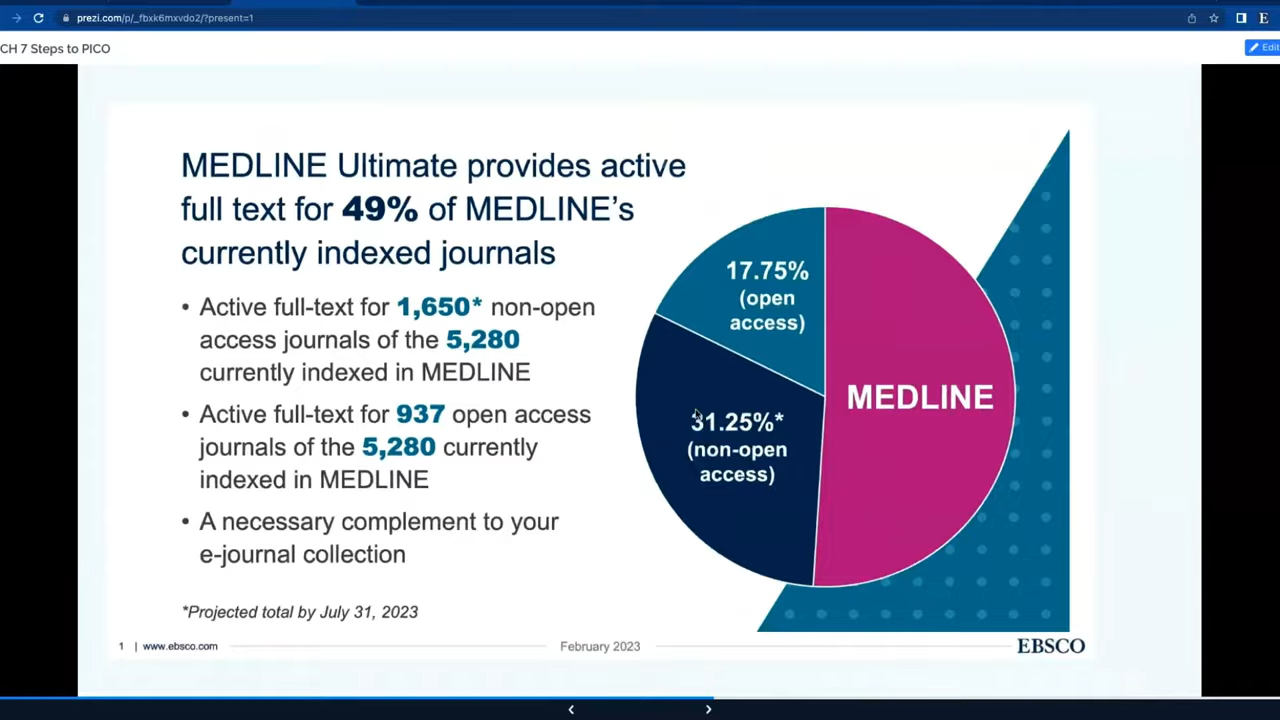 prezi.com/p/_fbxk6mxvdo2/?present=1
E
CH 7 Steps to PICO
Edit
MEDLINE Ultimate provides active
full text for 49% of MEDLINE’s
currently indexed journals
• Active full-text for 1,650* non-open
access journals of the 5,280
currently indexed in MEDLINE
• Active full-text for 937 open access
journals of the 5,280 currently
indexed in MEDLINE
• A necessary complement to your
e-journal collection
*Projected total by July 31, 2023
17.75%
(open
access)
31.25%*
(non-open
access)
MEDLINE
1 | www.ebsco.com
February 2023
EBSCO